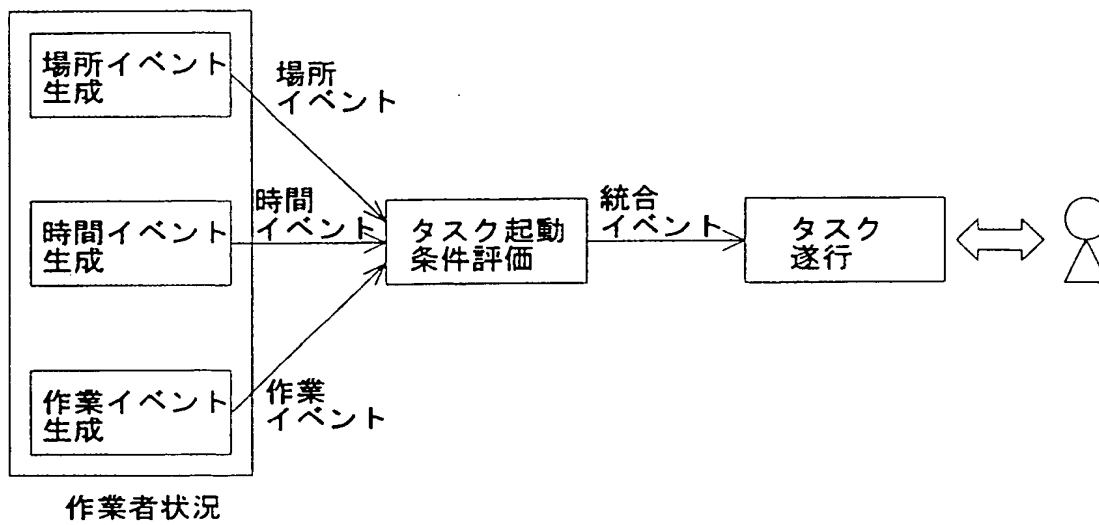 場所イベント
生成
場所
イベント
時間イベント
生成
時間
イベント
タスク起動
条件評価
統合
イベント
タスク
遂行
作業イベント
生成
作業
イベント
作業者状況